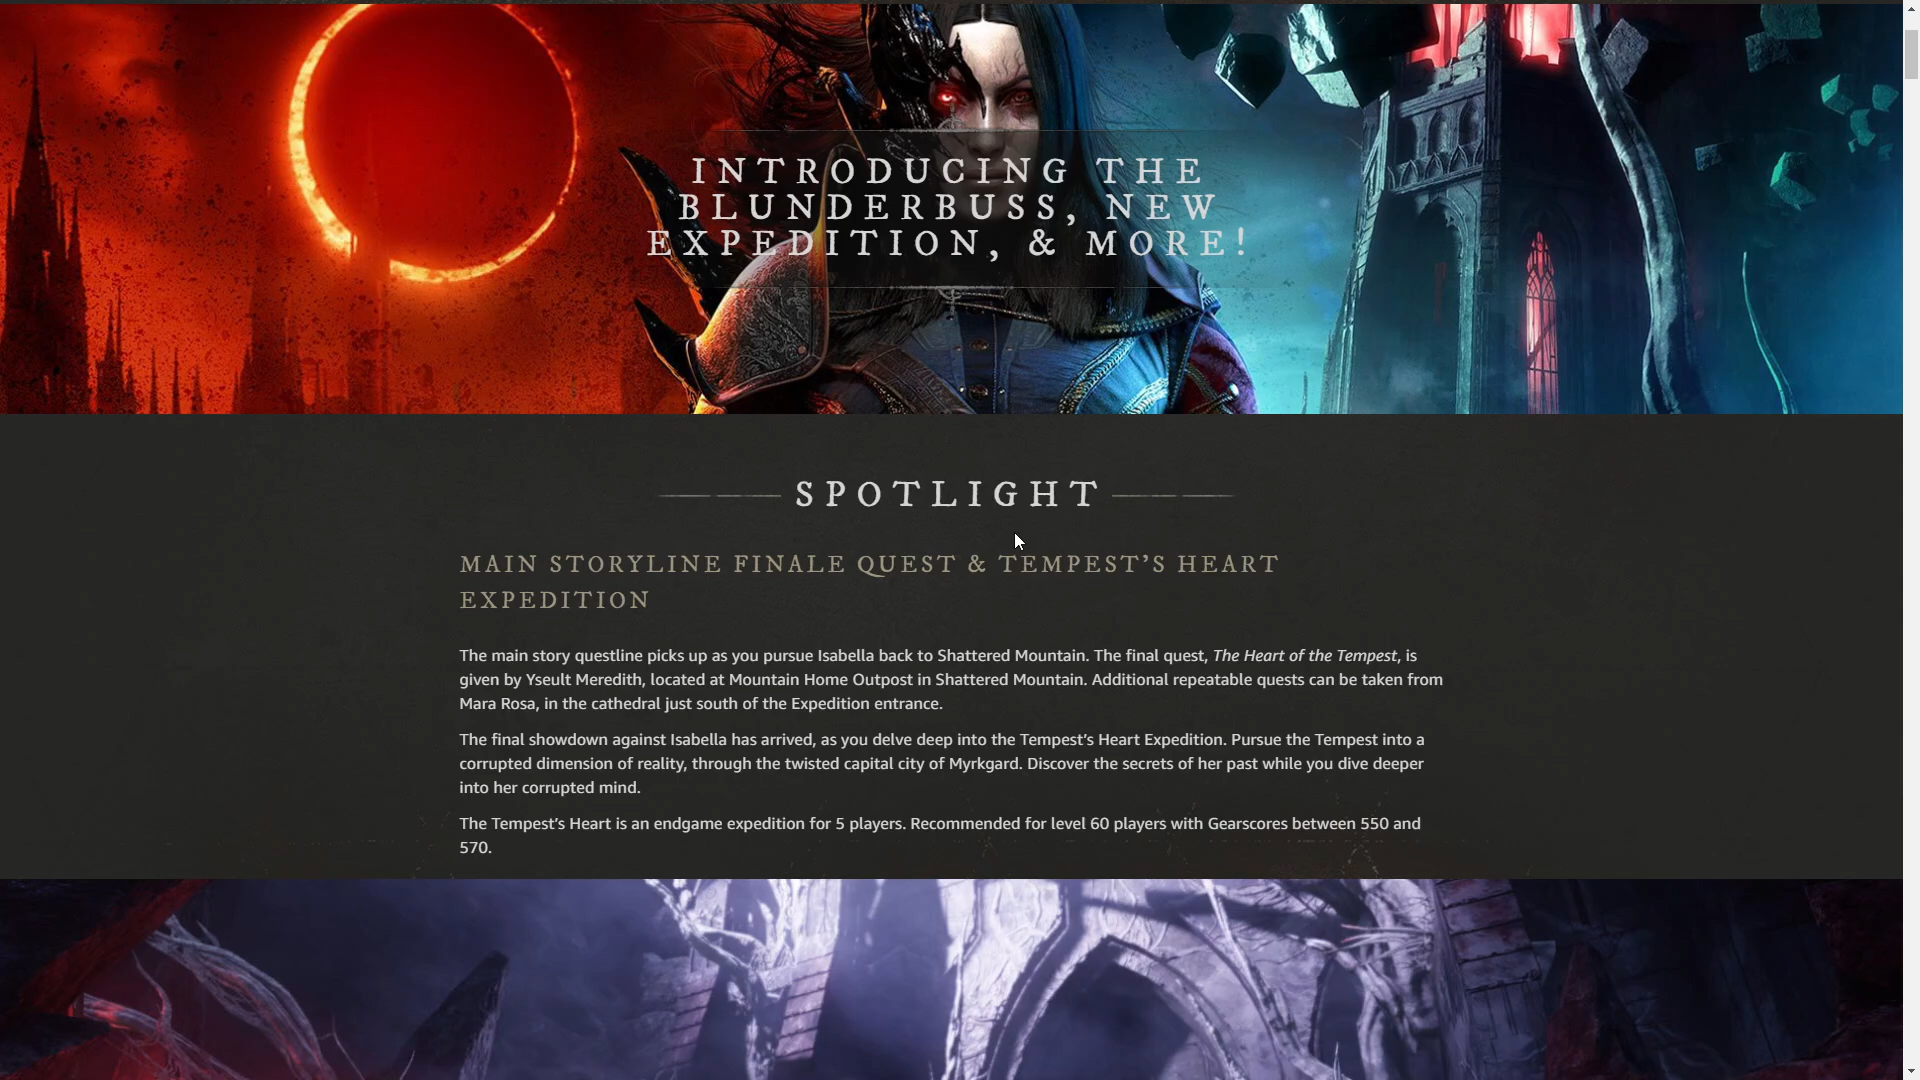 INTRODUCING THE
BLUNDERBUSS, NEW
EXPEDITION, & MORE!
SPOTLIGHT
MAIN STORYLINE FINALE QUEST & TEMPEST’S HEART
EXPEDITION
The main story questline picks up as you pursue Isabella back to Shattered Mountain. The final quest, The Heart of the Tempest, is
given by Yseult Meredith, located at Mountain Home Outpost in Shattered Mountain. Additional repeatable quests can be taken from
Mara Rosa, in the cathedral just south of the Expedition entrance.
The final showdown against Isabella has arrived, as you delve deep into the Tempest’s Heart Expedition. Pursue the Tempest into a
corrupted dimension of reality, through the twisted capital city of Myrkgard. Discover the secrets of her past while you dive deeper
into her corrupted mind.
The Tempest’s Heart is an endgame expedition for 5 players. Recommended for level 60 players with Gearscores between 550 and
570.